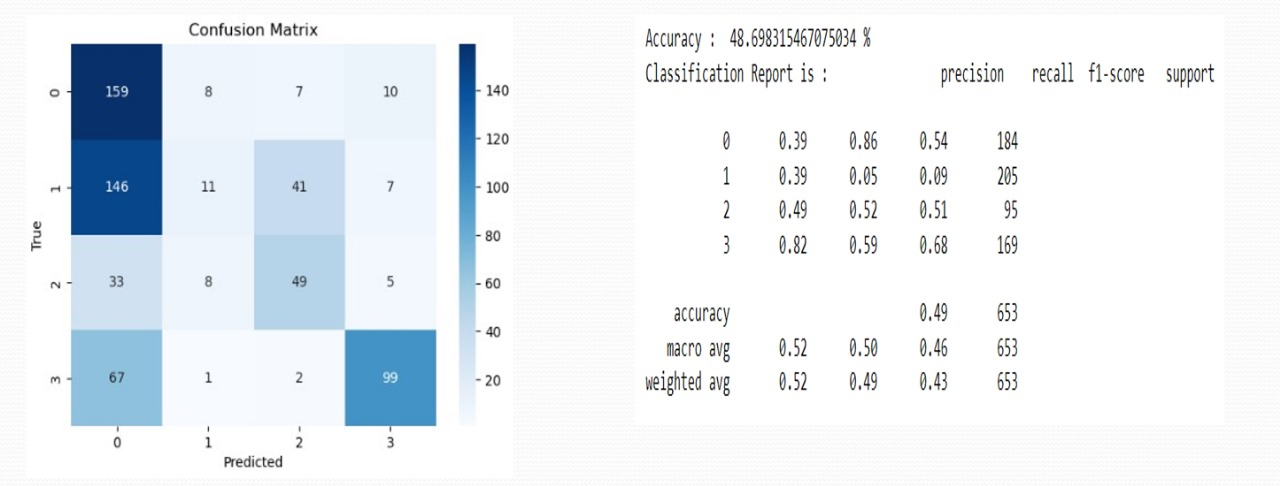 Confusion Matrix
True
0 159 8 7 10
1 146 11 41 7
2 33 8 49 5
3 67 1 2 99
0 1 2 3
Predicted
140
120
100
80
60
40
20
Accuracy : 48.698315467075034 %
Classification Report is : precision recall f1-score support
0 0.39 0.86 0.54 184
1 0.39 0.05 0.09 205
2 0.49 0.52 0.51 95
3 0.82 0.59 0.68 169
accuracy 0.49 653
macro avg 0.52 0.50 0.46 653
weighted avg 0.52 0.49 0.43 653